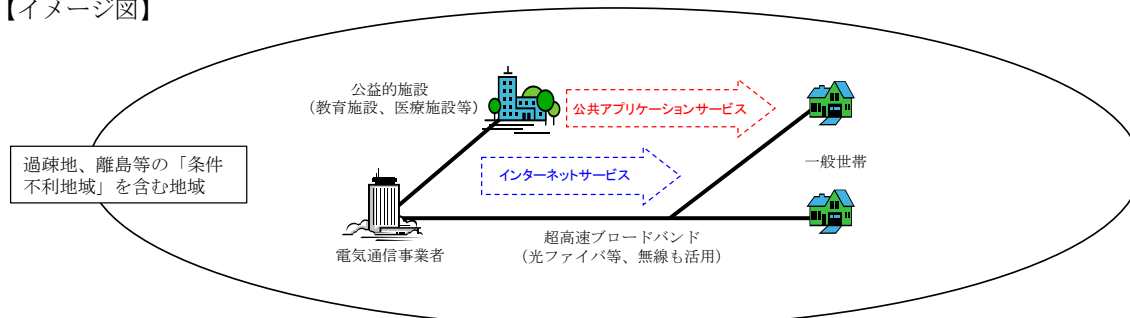 【イメージ図】
公益的施設
（教育施設、医療施設等）
公共アプリケーションサービス
過疎地、離島等の「条件
不利地域」を含む地域
インターネットサービス
一般世帯
電気通信事業者
超高速ブロードバンド
（光ファイバ等、無線も活用）